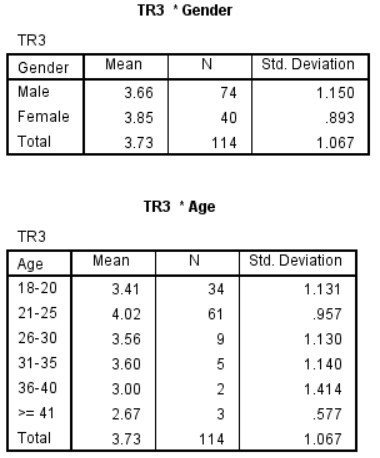 TR3 * Gender
TR3
Gender Mean N Std. Deviation
Male 3.66 74 1.150
Female 3.85 40 .893
Total 3.73 114 1.067
TR3 * Age
TR3
Age Mean N Std. Deviation
18-20 3.41 34 1.131
21-25 4.02 61 .957
26-30 3.56 9 1.130
31-35 3.60 5 1.140
36-40 3.00 2 1.414
>= 41 2.67 3 .577
Total 3.73 114 1.067